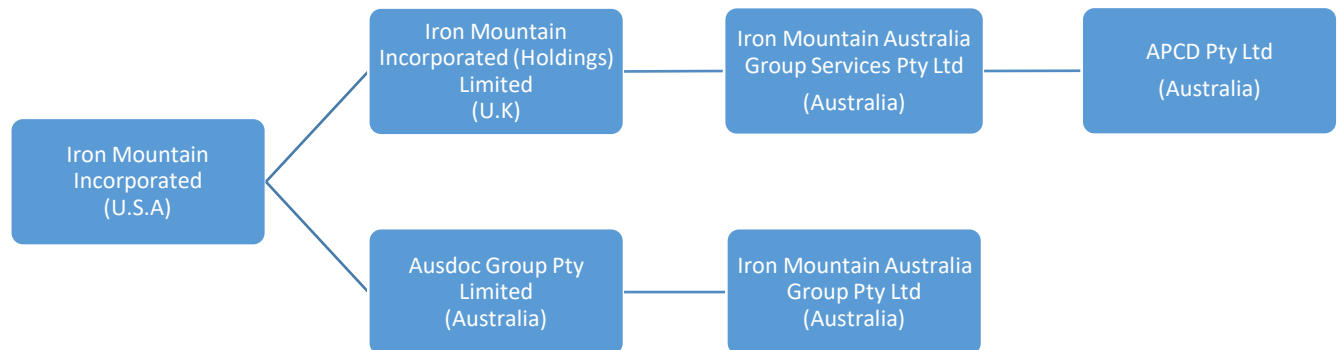 Iron Mountain
Incorporated
(U.S.A)
Iron Mountain
Incorporated (Holdings)
Limited
(U.K)
Iron Mountain Australia
Group Services Pty Ltd
(Australia)
APCD Pty Ltd
(Australia)
Ausdoc Group Pty
Limited
(Australia)
Iron Mountain Australia
Group Pty Ltd
(Australia)